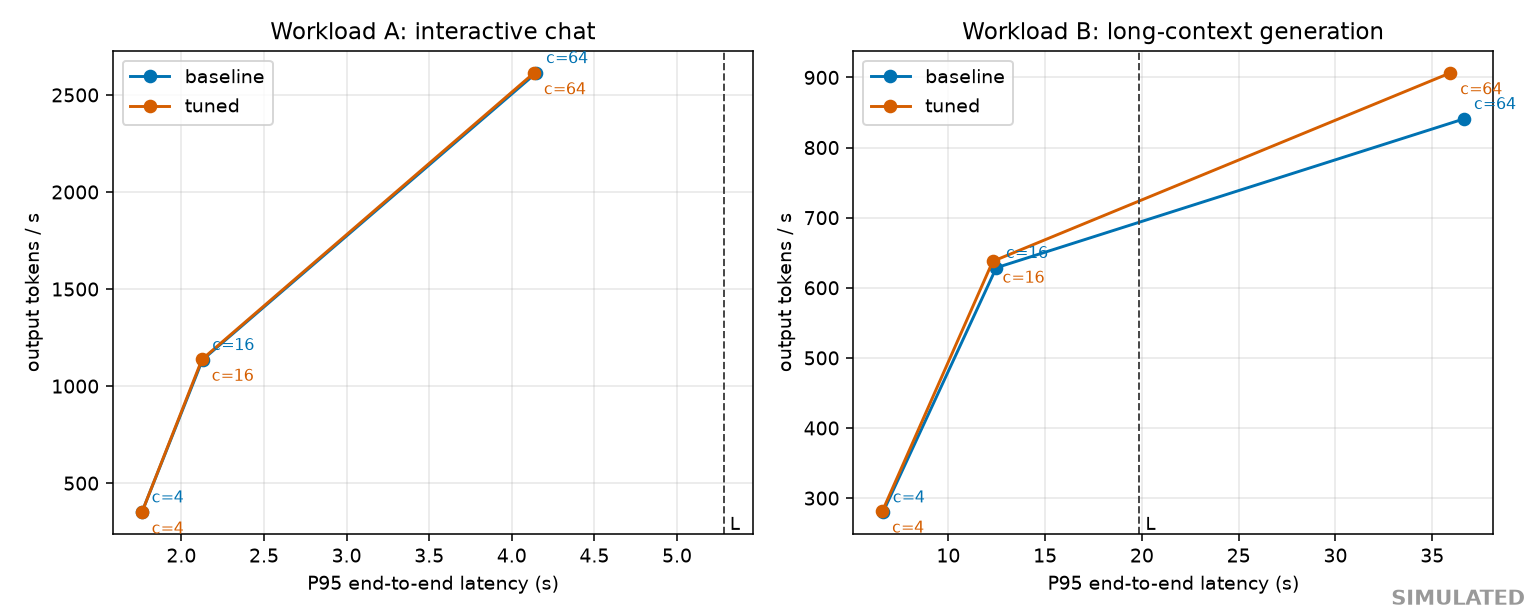 Workload A: interactive chat
baseline
tuned
c=64
c=64
c=16
c=16
c=4
c=4
L
output tokens / s
500
1000
1500
2000
2500
2.0
2.5
3.0
3.5
4.0
4.5
5.0
P95 end-to-end latency (s)
Workload B: long-context generation
baseline
tuned
c=64
c=64
c=16
c=16
c=4
c=4
L
output tokens / s
300
400
500
600
700
800
900
10
15
20
25
30
35
P95 end-to-end latency (s)
SIMULATED